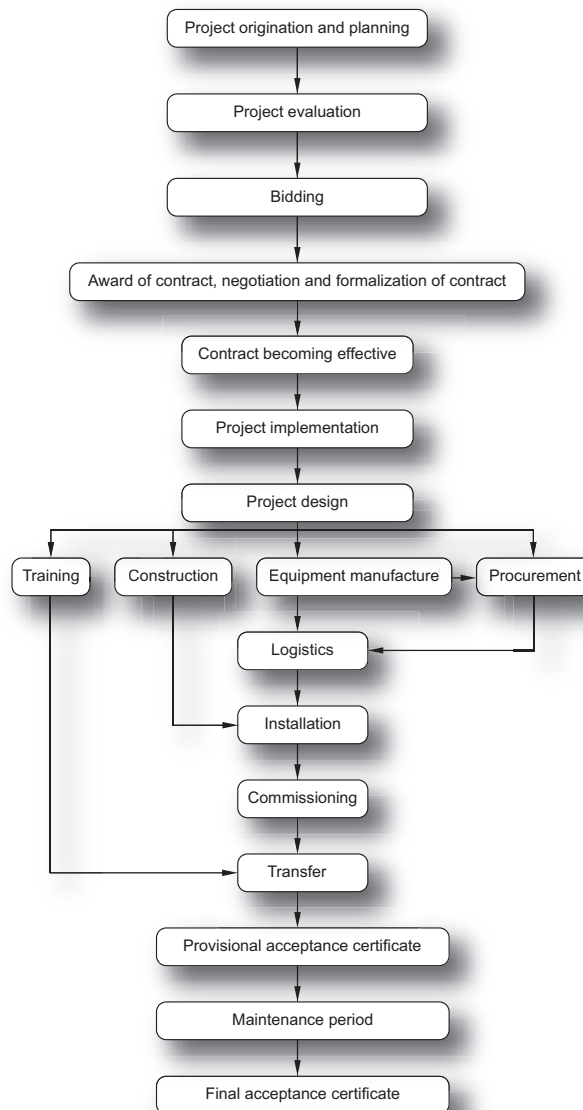 Project origination and planning
Project evaluation
Bidding
Award of contract, negotiation and formalization of contract
Contract becoming effective
Project implementation
Project design
Training
Construction
Equipment manufacture
Procurement
Logistics
Installation
Commissioning
Transfer
Provisional acceptance certificate
Maintenance period
Final acceptance certificate